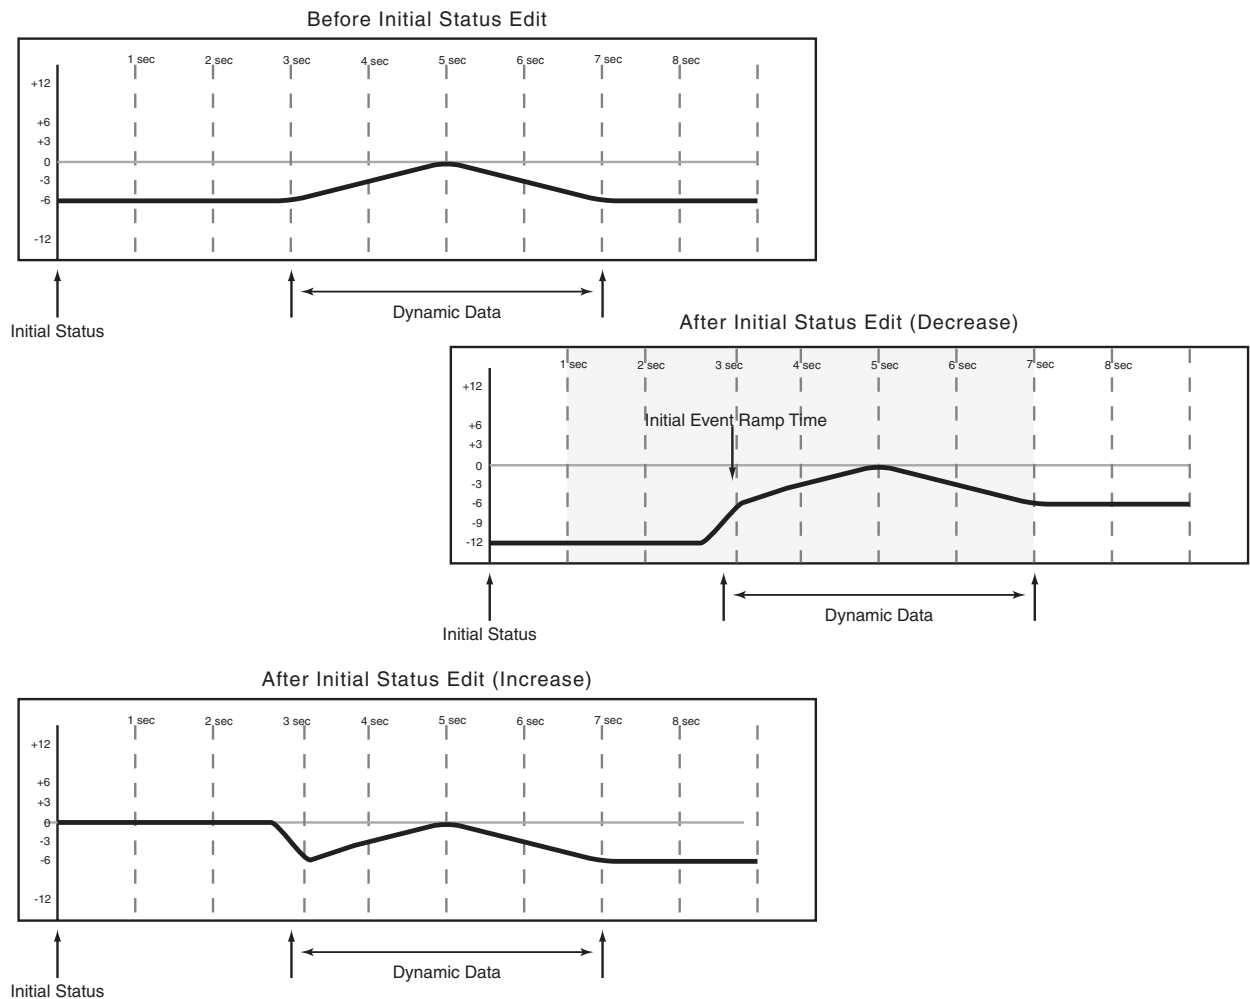 Before Initial Status Edit
1 sec 2 sec 3 sec 4 sec 5 sec 6 sec 7 sec 8 sec
+12
+6
+3
0
-3
-6
-12
Dynamic Data
Initial Status
After Initial Status Edit (Decrease)
1 sec 2 sec 3 sec 4 sec 5 sec 6 sec 7 sec 8 sec
+12
Initial Event Ramp Time
+6
+3
0
-3
-6
-9
-12
Dynamic Data
Initial Status
After Initial Status Edit (Increase)
1 sec 2 sec 3 sec 4 sec 5 sec 6 sec 7 sec 8 sec
+12
+6
+3
0
-3
-6
-12
Dynamic Data
Initial Status